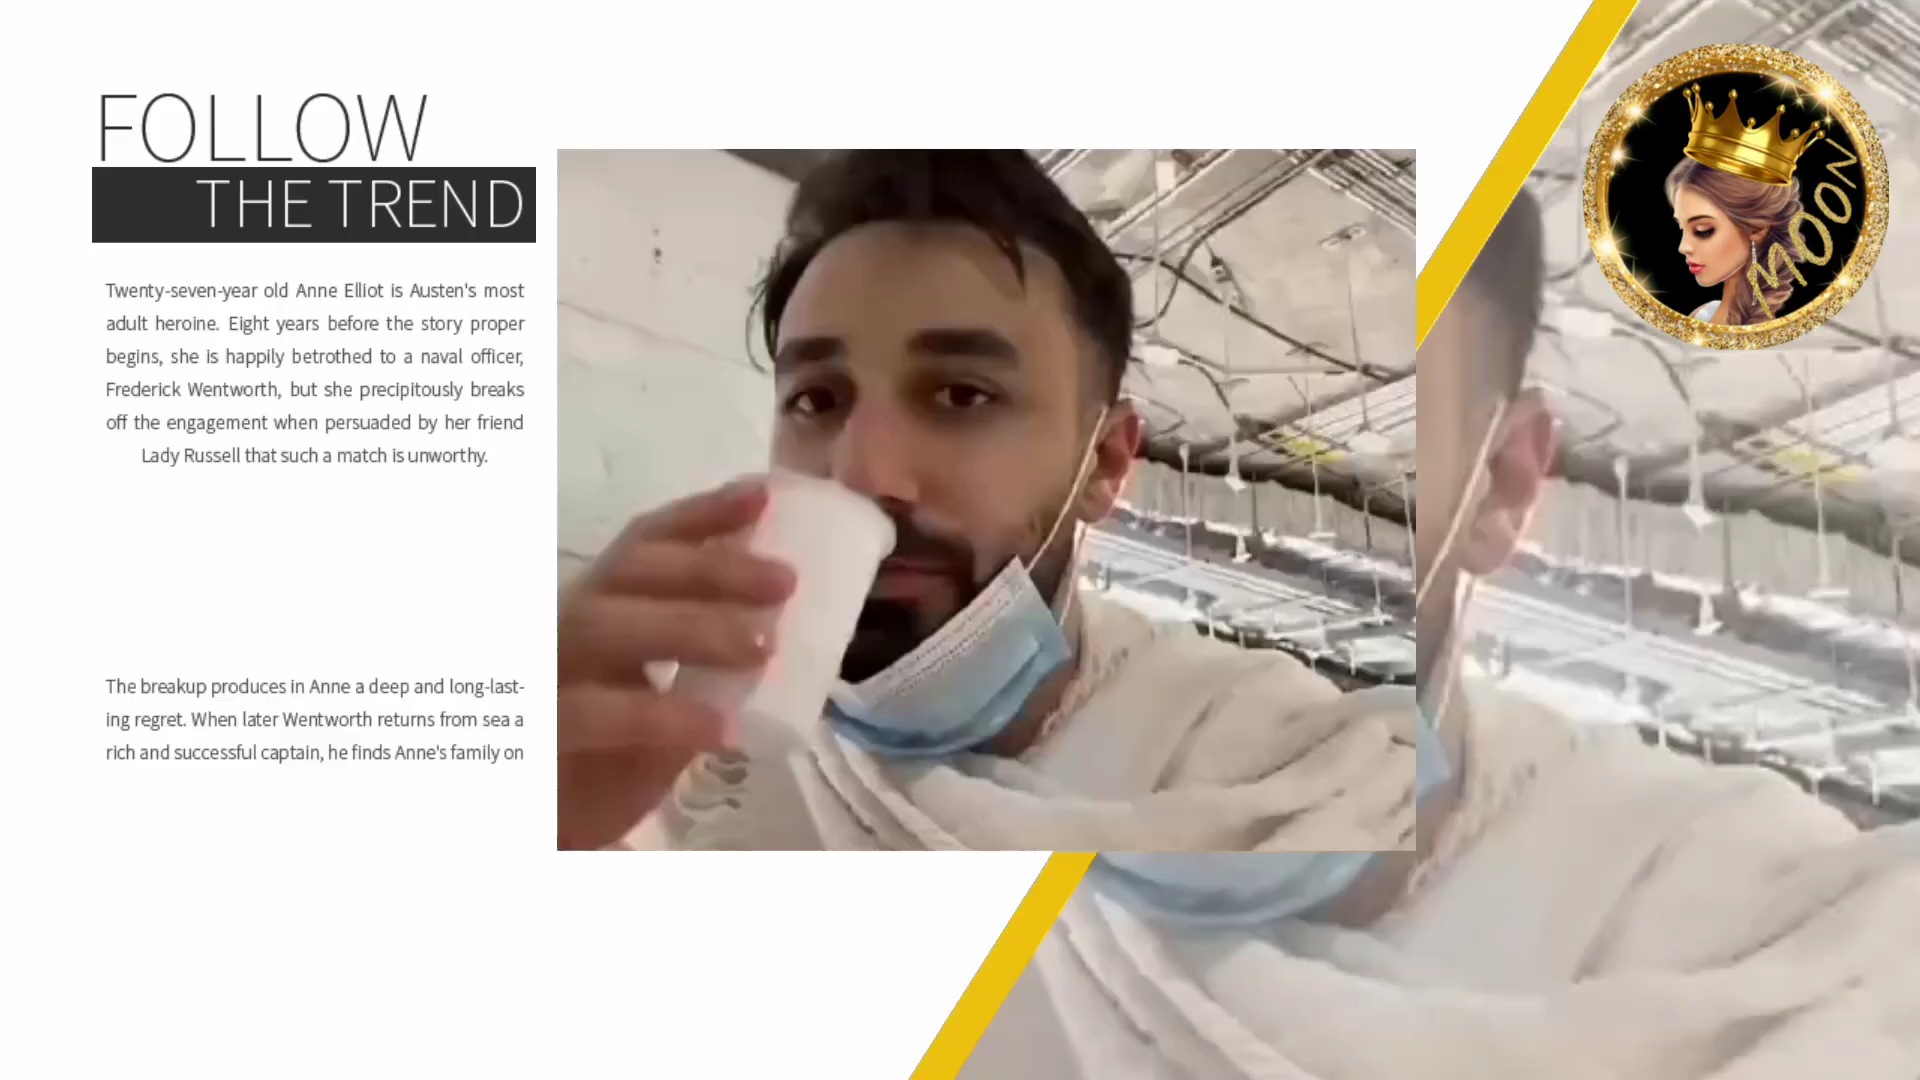 FOLLOW
THE TREND
Twenty-seven-year old Anne Elliot is Austen's most
adult heroine. Eight years before the story proper
begins, she is happily betrothed to a naval officer,
Frederick Wentworth, but she precipitously breaks
off the engagement when persuaded by her friend
Lady Russell that such a match is unworthy.
The breakup produces in Anne a deep and long-last-
ing regret. When later Wentworth returns from sea a
rich and successful captain, he finds Anne's family on
MOON